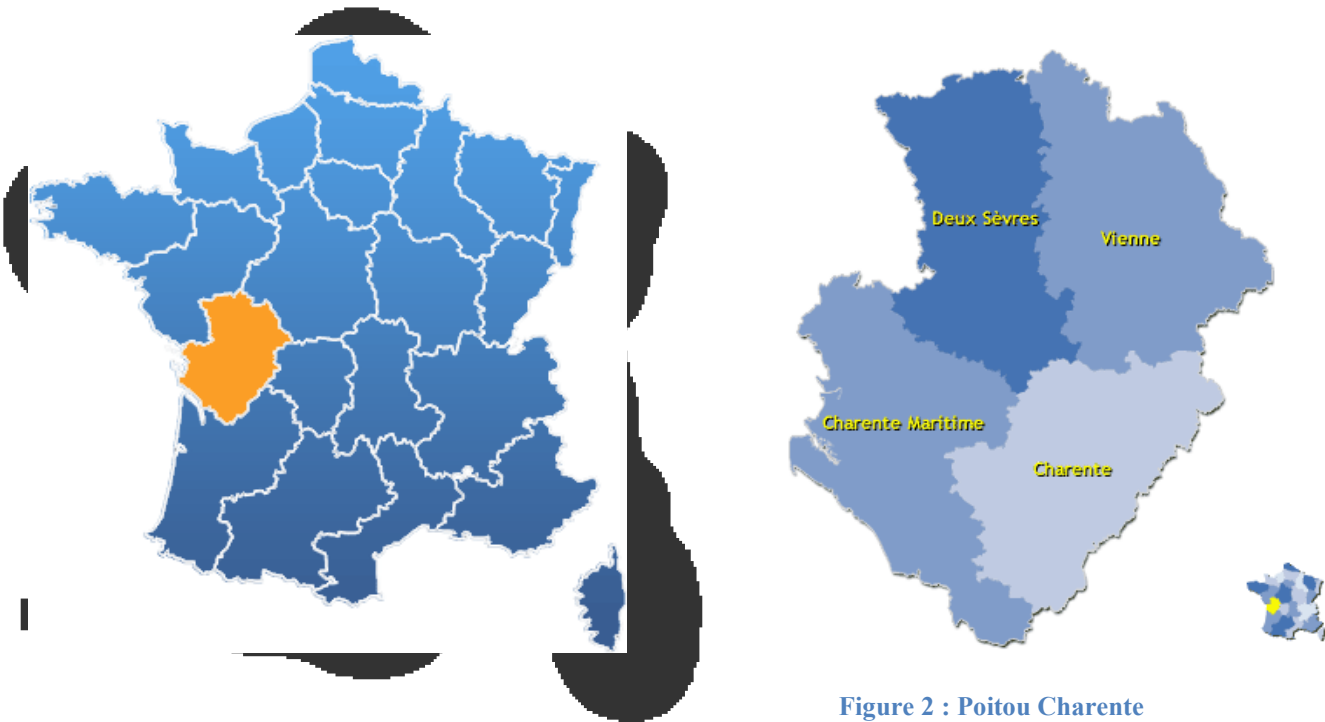 Deux Sèvres
Vienne
Charente Maritime
Charente
Figure 2 : Poitou Charente